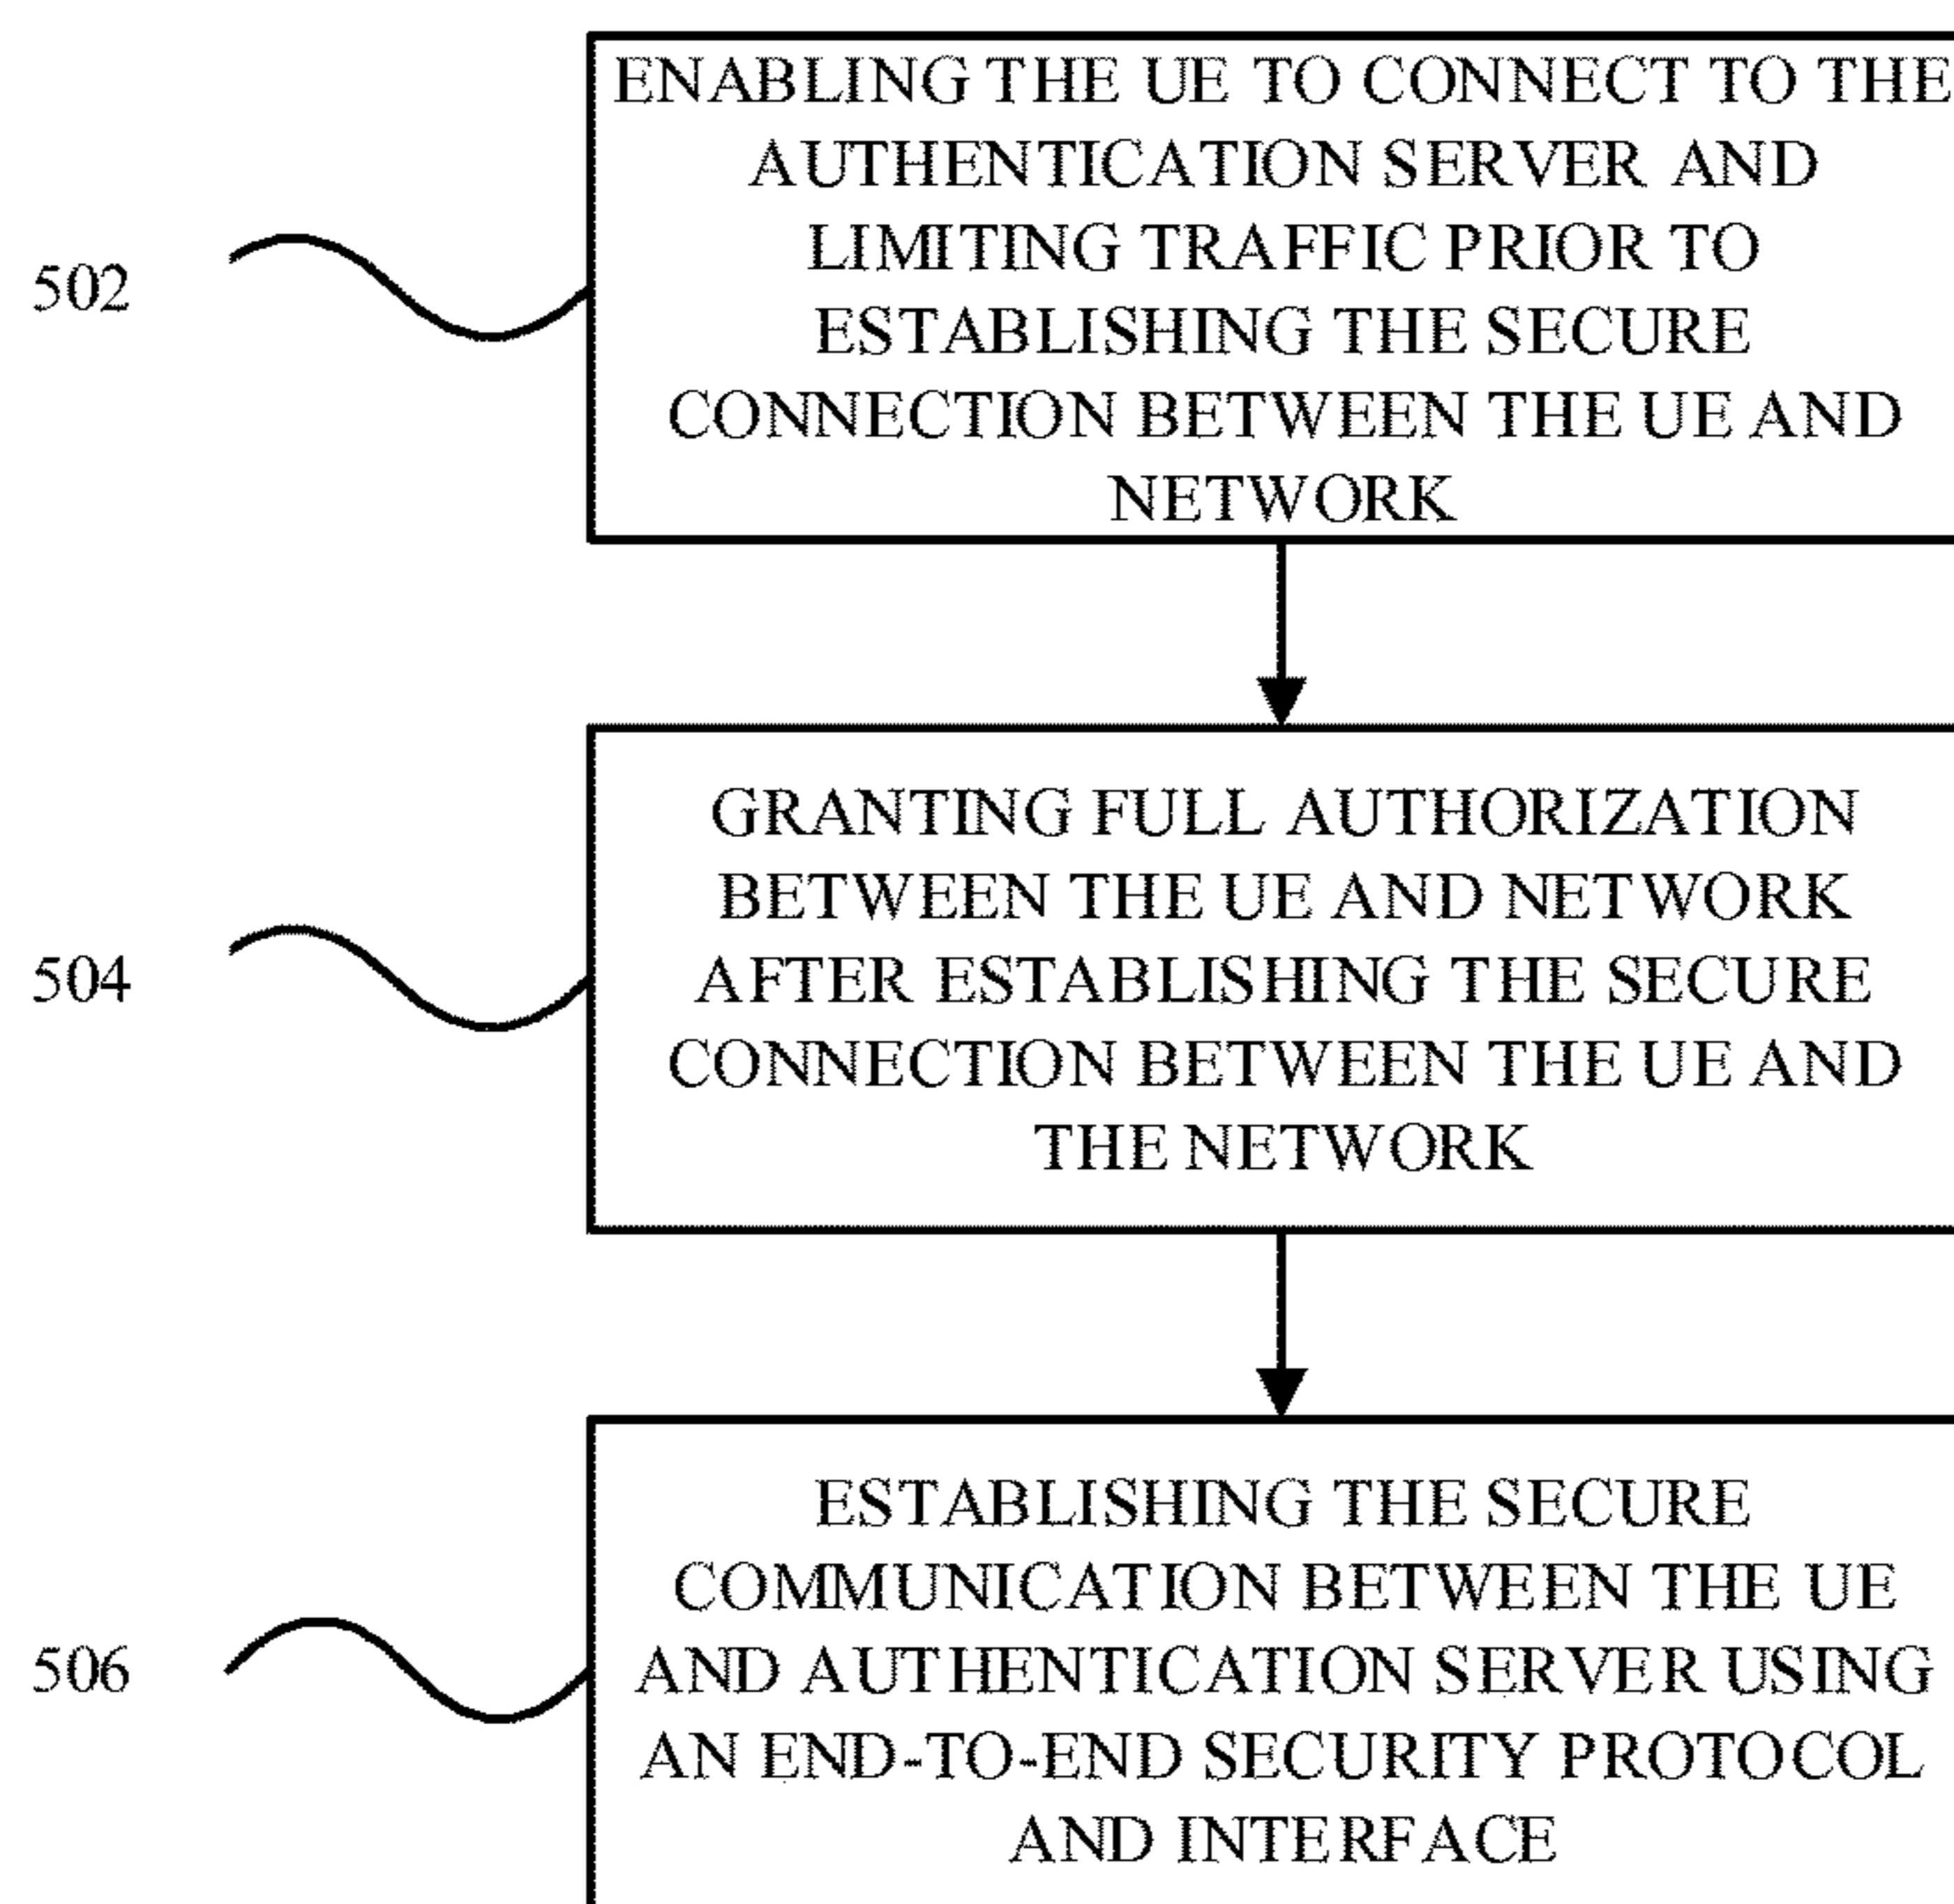 ENABLING THE UE TO CONNECT TO THE
AUTHENTICATION SERVER AND
LIMITING TRAFFIC PRIOR TO
ESTABLISHING THE SECURE
CONNECTION BETWEEN THE UE AND
NETWORK
502
GRANTING FULL AUTHORIZATION
BETWEEN THE UE AND NETWORK
AFTER ESTABLISHING THE SECURE
CONNECTION BETWEEN THE UE AND
THE NETWORK
504
ESTABLISHING THE SECURE
COMMUNICATION BETWEEN THE UE
AND AUTHENTICATION SERVER USING
AN END-TO-END SECURITY PROTOCOL
AND INTERFACE
506